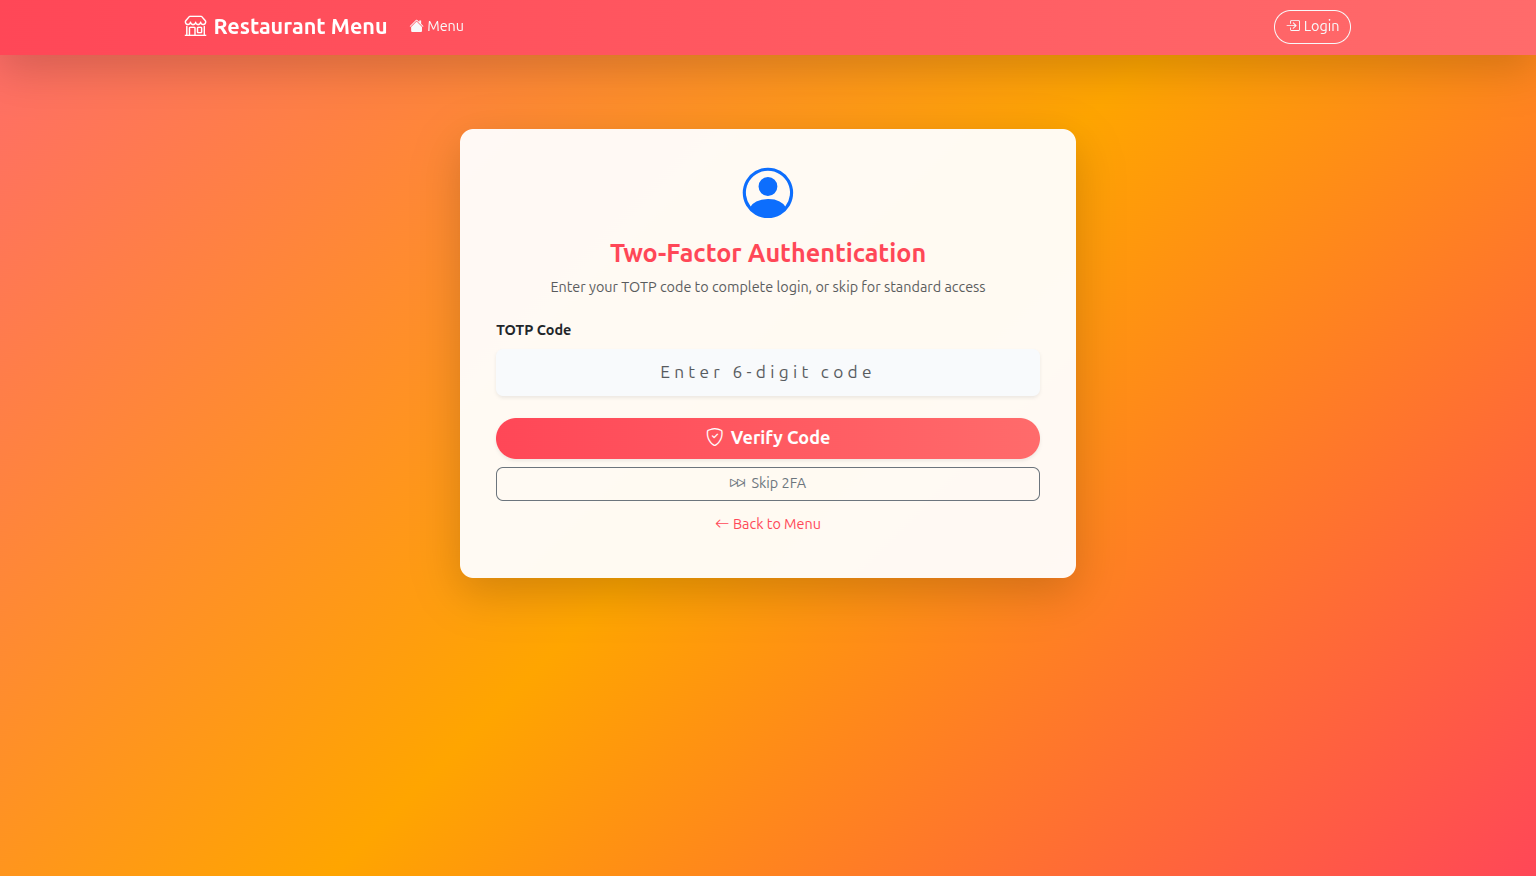 Restaurant Menu
Menu
Login
Two-Factor Authentication
Enter your TOTP code to complete login, or skip for standard access
TOTP Code
Enter 6-digit code
Verify Code
Skip 2FA
Back to Menu